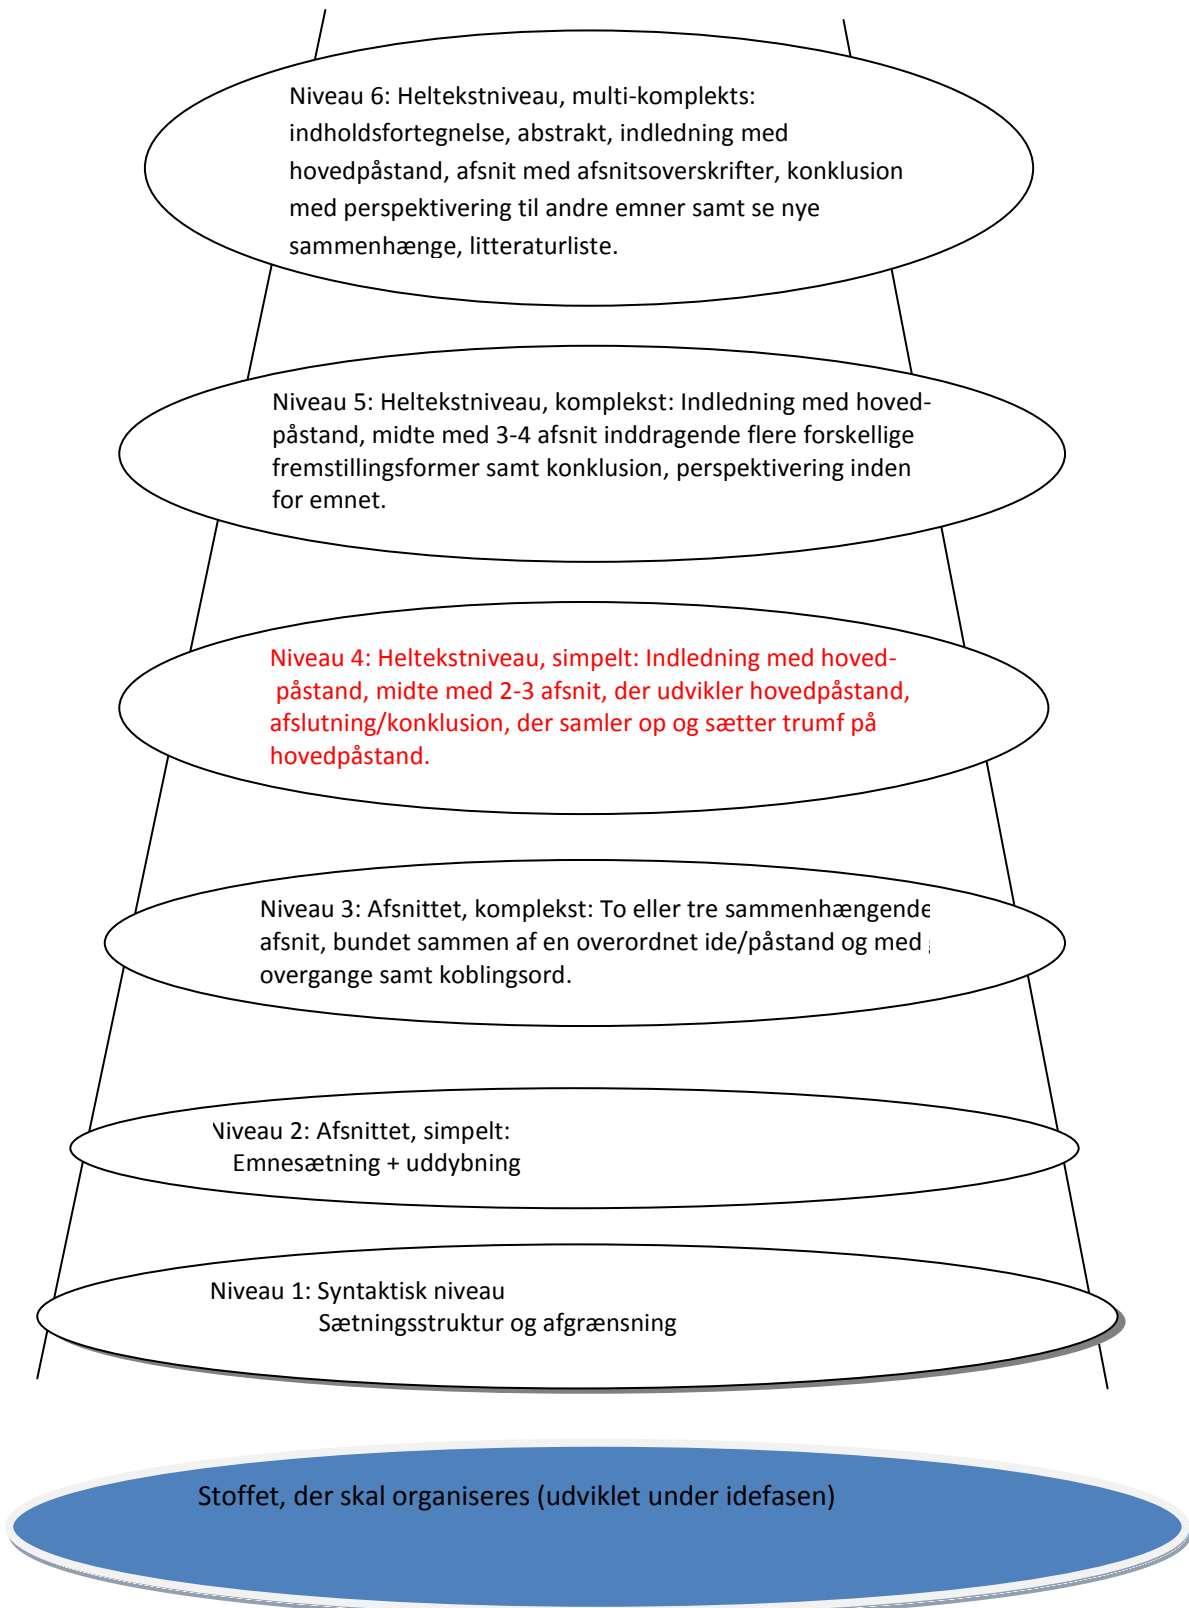 Niveau 6: Heltekstniveau, multi-komplekts:
indholdsfortegnelse, abstrakt, indledning med
hovedpåstand, afsnit med afsnitsoverskrifter, konklusion
med perspektivering til andre emner samt se nye
sammenhænge, litteraturliste.
Niveau 5: Heltekstniveau, komplekst: Indledning med hoved-
påstand, midte med 3-4 afsnit inddragende flere forskellige
fremstillingsformer samt konklusion, perspektivering inden
for emnet.
Niveau 4: Heltekstniveau, simpelt: Indledning med hoved-
påstand, midte med 2-3 afsnit, der udvikler hovedpåstand,
afslutning/konklusion, der samler op og sætter trumf på
hovedpåstand.
Niveau 3: Afsnittet, komplekst: To eller tre sammenhængende
afsnit, bundet sammen af en overordnet ide/påstand og med
overgange samt koblingsord.
Niveau 2: Afsnittet, simpelt:
Emnesætning + uddybning
Niveau 1: Syntaktisk niveau
Sætningsstruktur og afgrænsning
Stoffet, der skal organiseres (udviklet under idefasen)